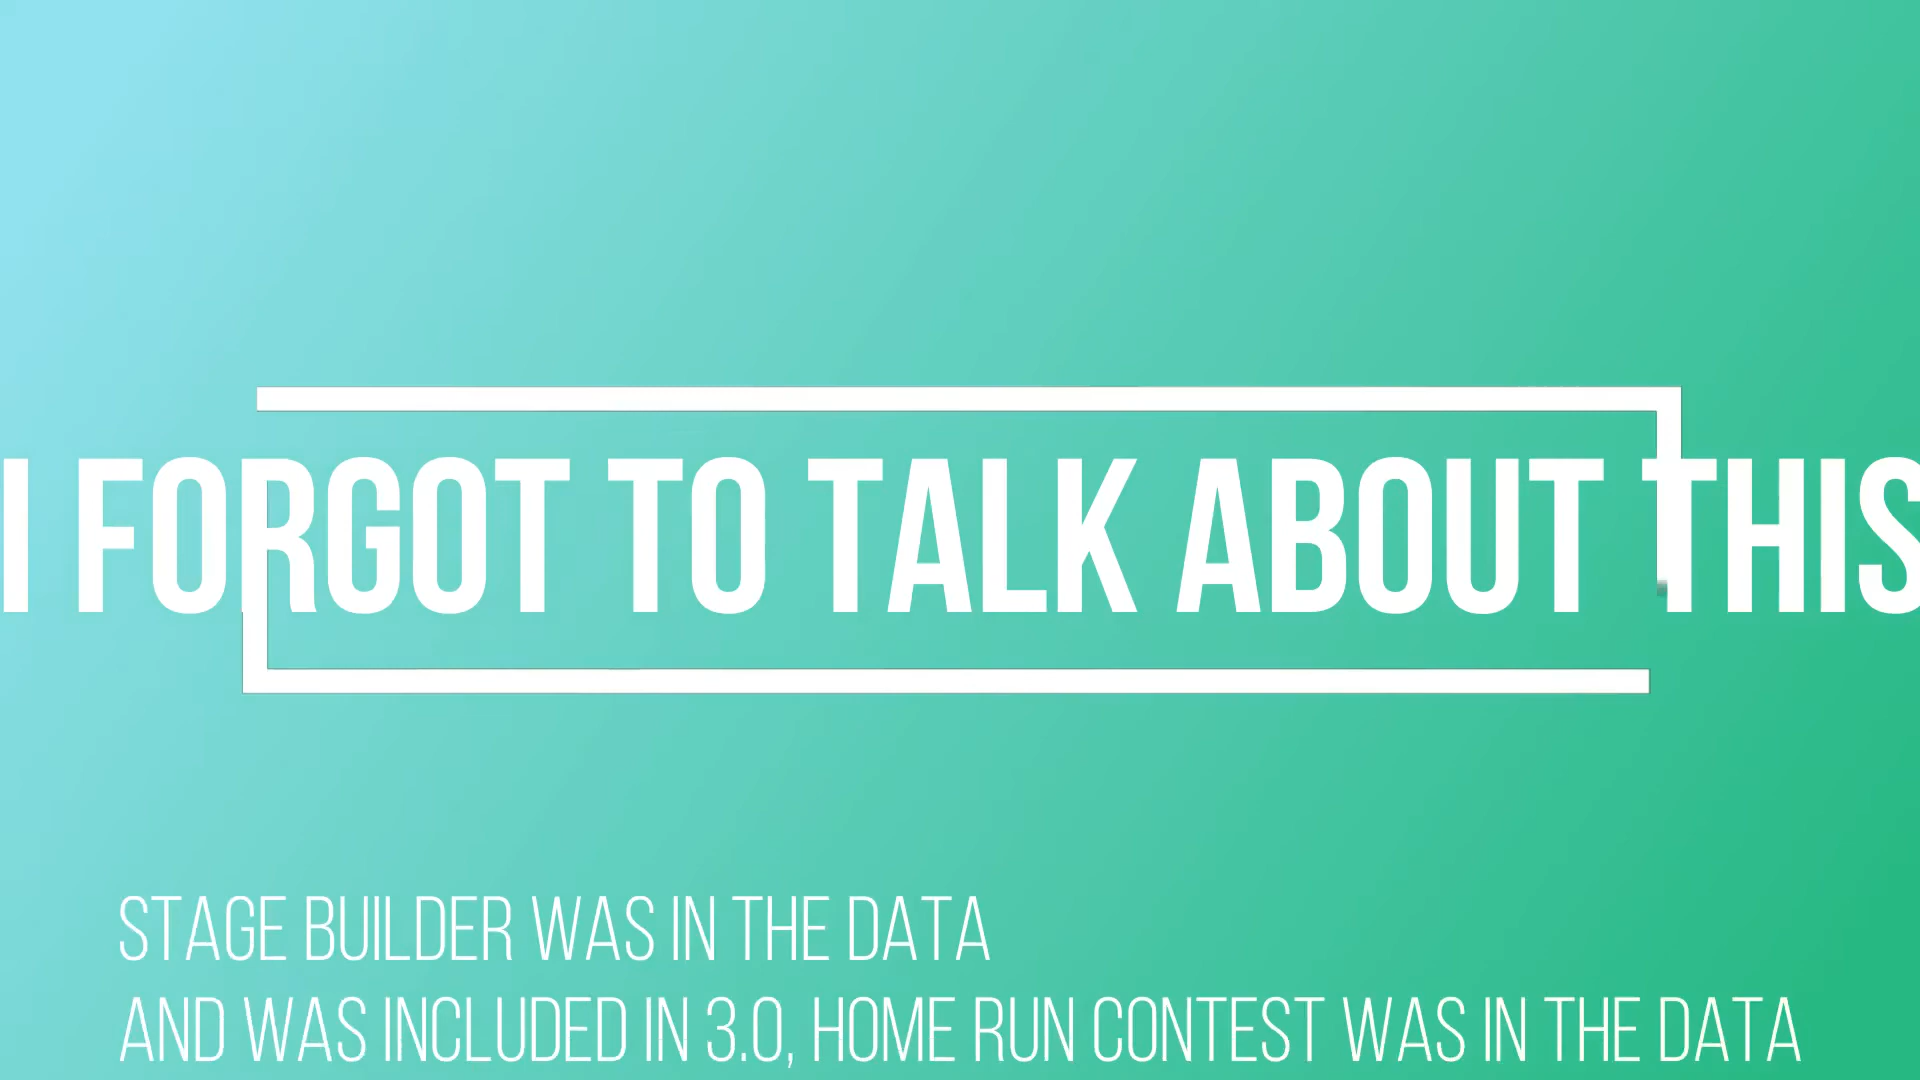 I FORGOT TO TALK ABOUT THIS
STAGE BUILDER WAS IN THE DATA
AND WAS INCLUDED IN 3.0, HOME RUN CONTEST WAS IN THE DATA